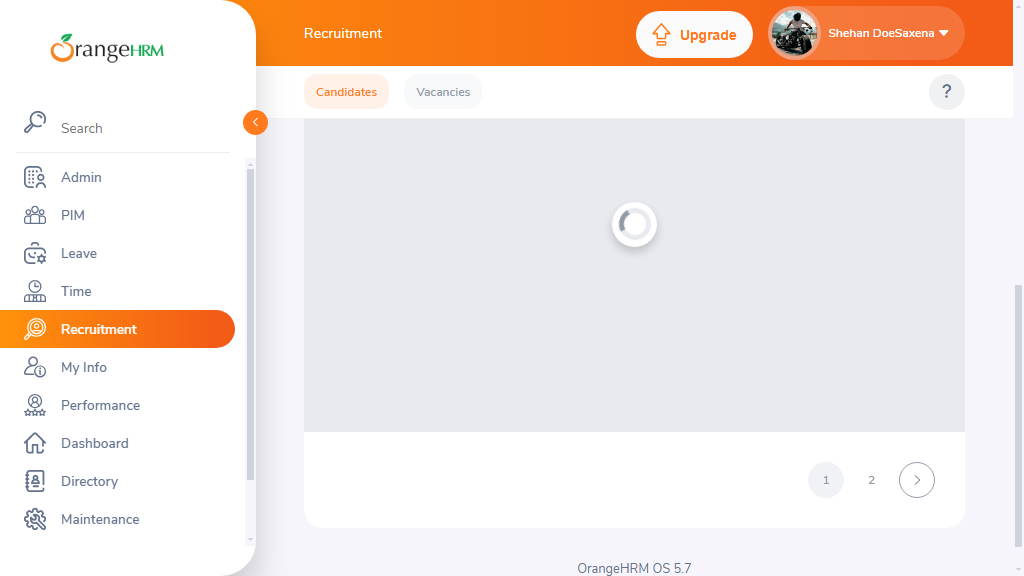 OrangeHRM
Search
Admin
PIM
Leave
Time
Recruitment
My Info
Performance
Dashboard
Directory
Maintenance
Recruitment
Upgrade
Shehan DoeSaxena
Candidates
Vacancies
?
1
2
OrangeHRM OS 5.7